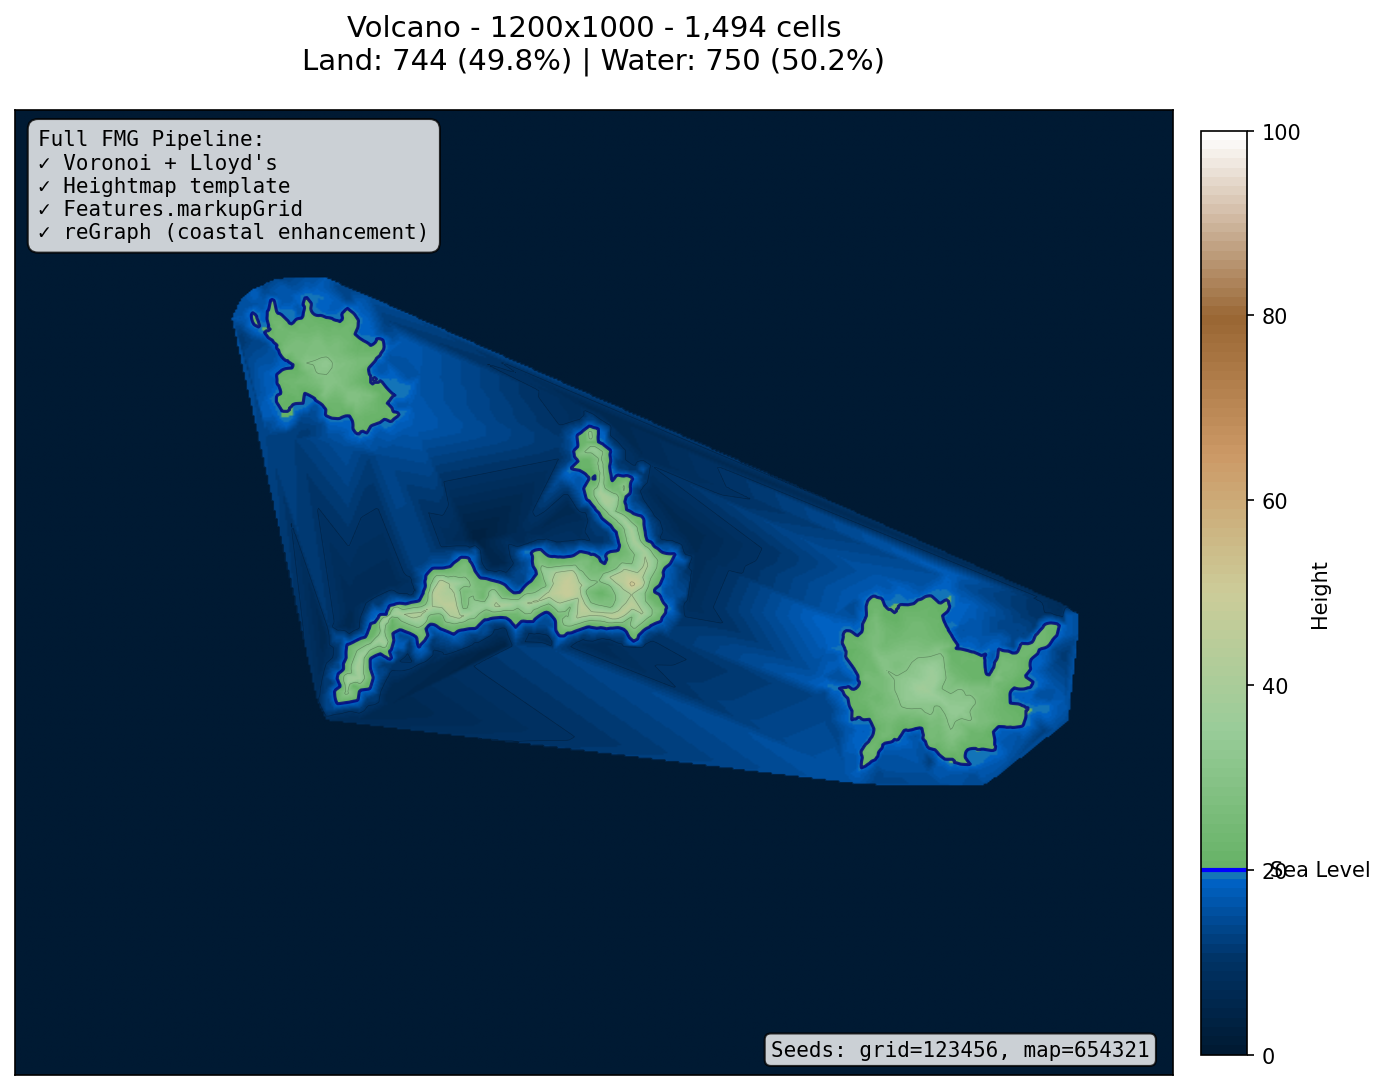 Volcano - 1200x1000 - 1,494 cells
Land: 744 (49.8%) | Water: 750 (50.2%)
Full FMG Pipeline:
✓ Voronoi + Lloyd's
✓ Heightmap template
✓ Features.markupGrid
✓ reGraph (coastal enhancement)
100
80
60
40
20
0
Sea Level
Height
Seeds: grid=123456, map=654321